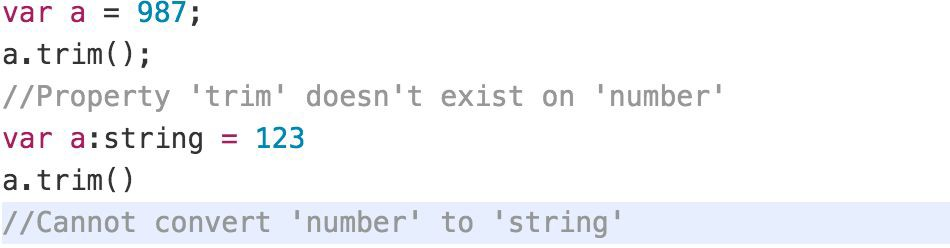 var a = 987;
a.trim();
//Property 'trim' doesn't exist on 'number'
var a:string = 123
a.trim()
//Cannot convert 'number' to 'string'